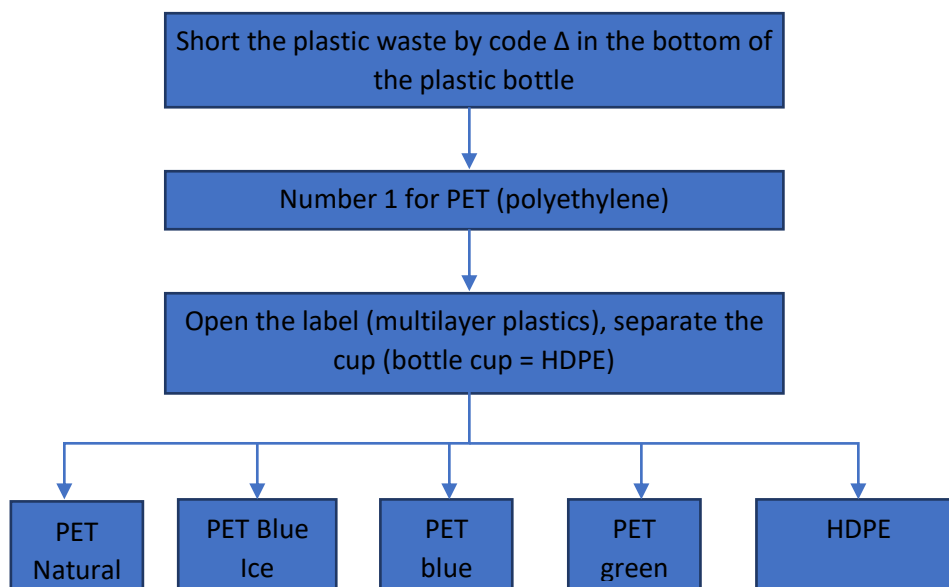 Short the plastic waste by code Δ in the bottom of
the plastic bottle
Number 1 for PET (polyethylene)
Open the label (multilayer plastics), separate the
cup (bottle cup = HDPE)
PET
Natural
PET Blue
Ice
PET
blue
PET
green
HDPE